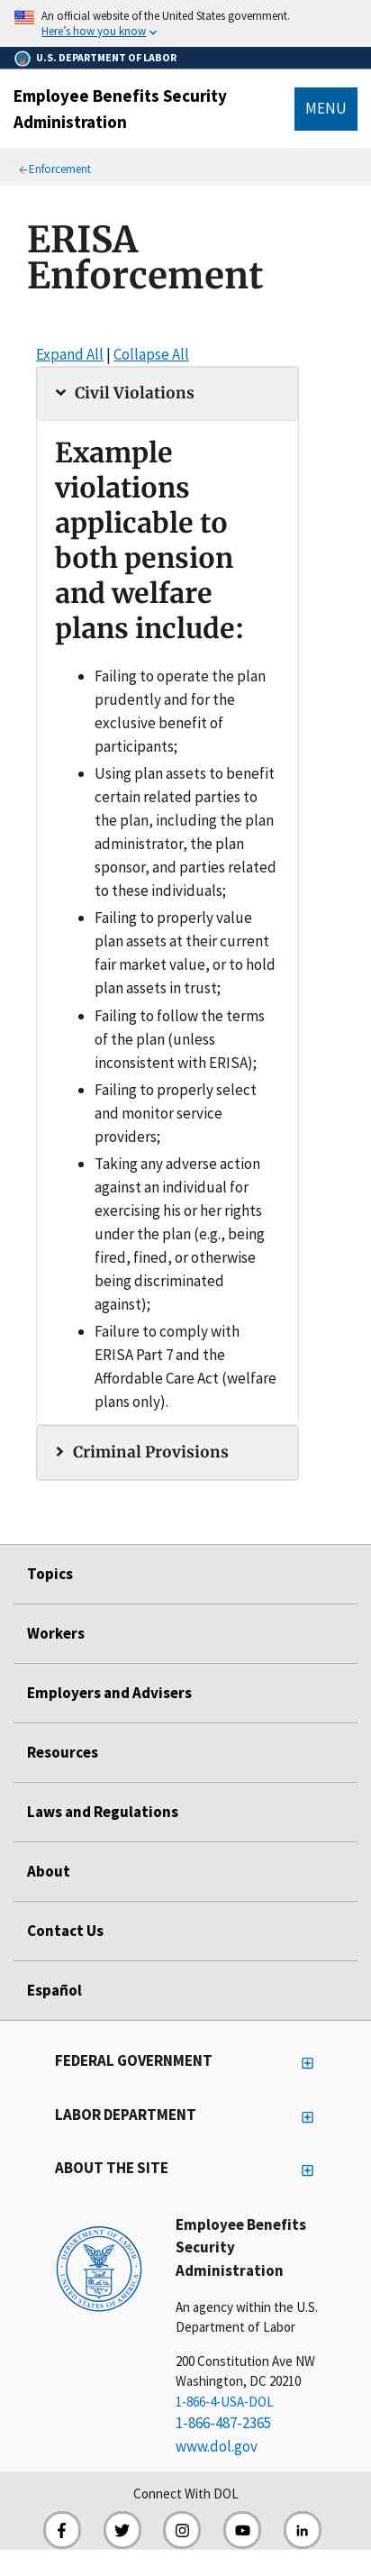 An official website of the United States government.
Here's how you know
U.S. DEPARTMENT OF LABOR
Employee Benefits Security
Administration
MENU
Enforcement
ERISA
Enforcement
Expand All | Collapse All
Civil Violations
Example
violations
applicable to
both pension
and welfare
plans include:
• Failing to operate the plan
prudently and for the
exclusive benefit of
participants;
• Using plan assets to benefit
certain related parties to
the plan, including the plan
administrator, the plan
sponsor, and parties related
to these individuals;
• Failing to properly value
plan assets at their current
fair market value, or to hold
plan assets in trust;
• Failing to follow the terms
of the plan (unless
inconsistent with ERISA);
• Failing to properly select
and monitor service
providers;
• Taking any adverse action
against an individual for
exercising his or her rights
under the plan (e.g., being
fired, fined, or otherwise
being discriminated
against);
• Failure to comply with
ERISA Part 7 and the
Affordable Care Act (welfare
plans only).
Criminal Provisions
Topics
Workers
Employers and Advisers
Resources
Laws and Regulations
About
Contact Us
Español
FEDERAL GOVERNMENT
LABOR DEPARTMENT
ABOUT THE SITE
Employee Benefits
Security
Administration
An agency within the U.S.
Department of Labor
200 Constitution Ave NW
Washington, DC 20210
1-866-4-USA-DOL
1-866-487-2365
www.dol.gov
Connect With DOL